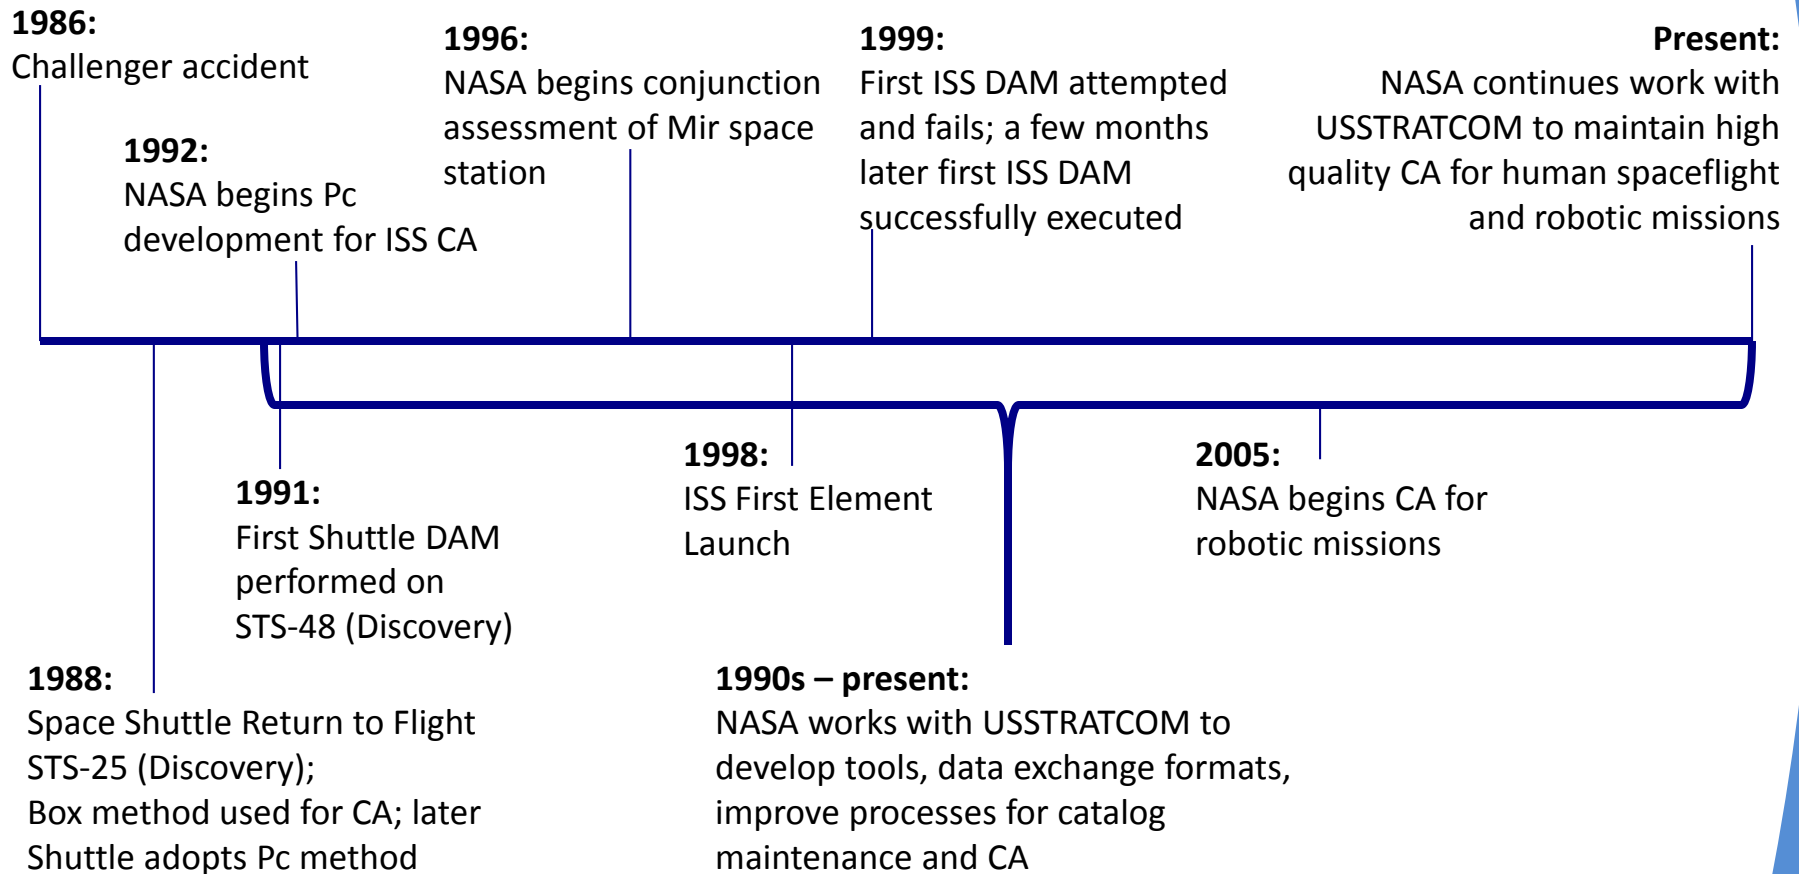 1986:
Challenger accident
1992:
NASA begins Pc
development for ISS CA
1996:
NASA begins conjunction
assessment of Mir space
station
1999:
First ISS DAM attempted
and fails; a few months
later first ISS DAM
successfully executed
Present:
NASA continues work with
USSTRATCOM to maintain high
quality CA for human spaceflight
and robotic missions
1988:
Space Shuttle Return to Flight
STS-25 (Discovery);
Box method used for CA; later
Shuttle adopts Pc method
1991:
First Shuttle DAM
performed on
STS-48 (Discovery)
1998:
ISS First Element
Launch
1990s – present:
NASA works with USSTRATCOM to
develop tools, data exchange formats,
improve processes for catalog
maintenance and CA
2005:
NASA begins CA for
robotic missions